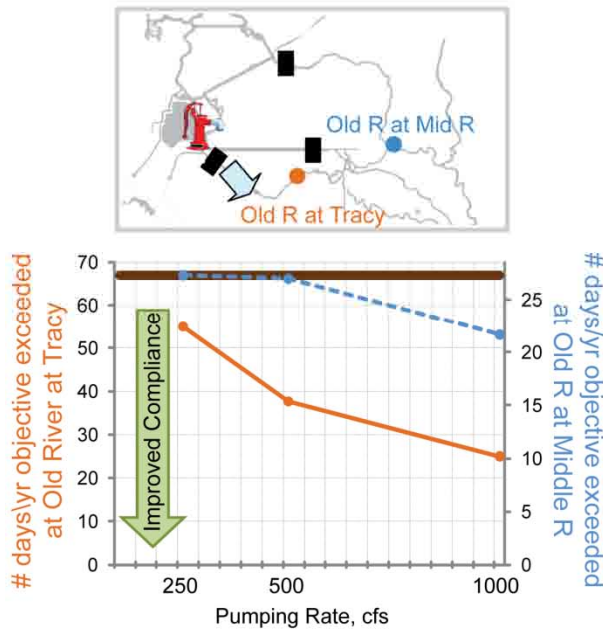 Old R at Mid R
Old R at Tracy
# days\yr objective exceeded
at Old River at Tracy
70
60
50
40
30
20
10
0
Improved Compliance
25
20
15
10
5
0
# days/yr objective exceeded
at Old R at Middle R
250 500 1000
Pumping Rate, cfs